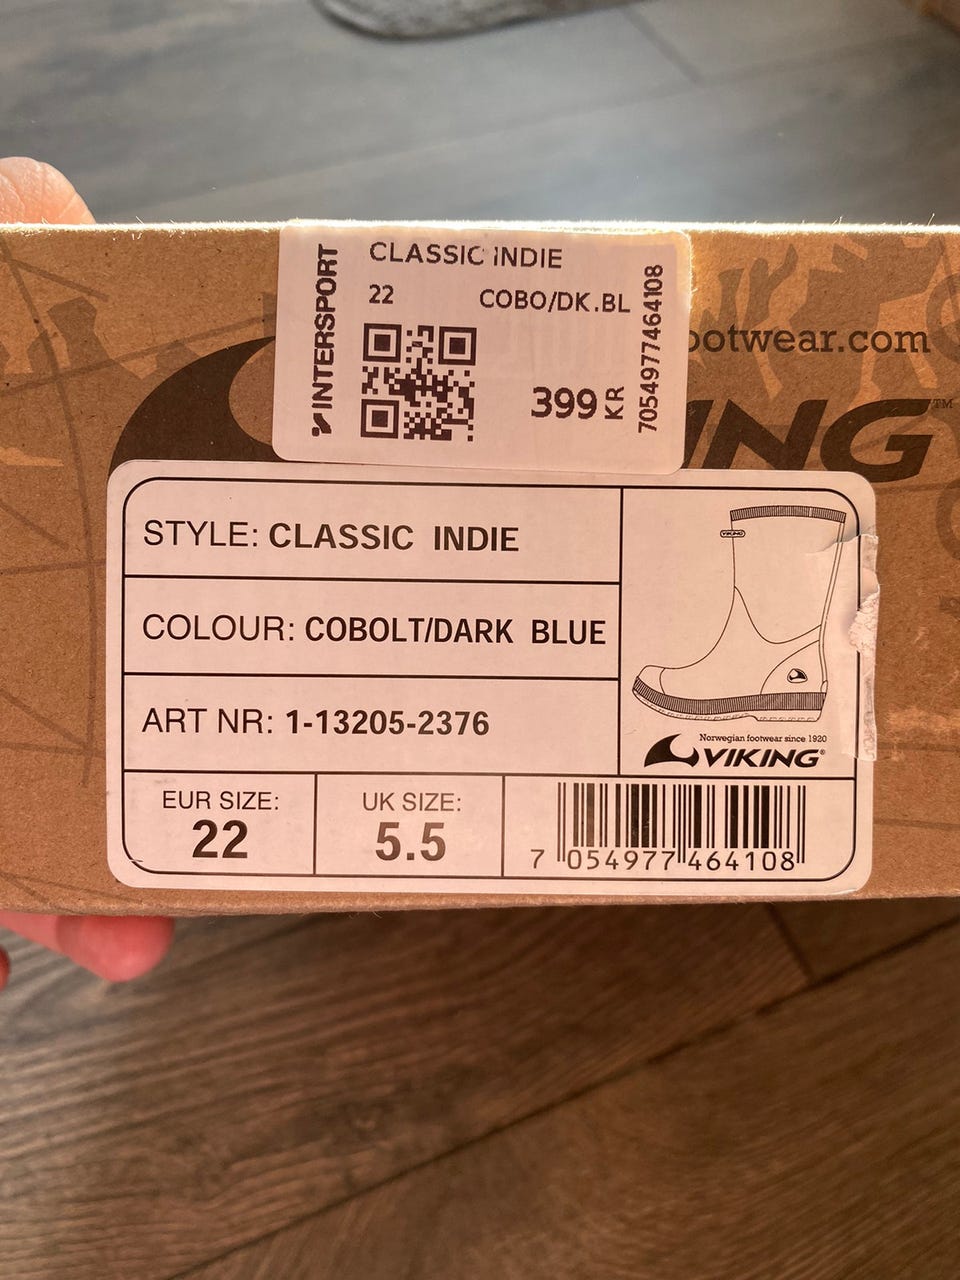 INTERSPORT
CLASSIC INDIE
22 COBO/DK.BL
399 KR
7054977464108
ootwear.com
ING™
STYLE: CLASSIC INDIE
COLOUR: COBOLT/DARK BLUE
ART NR: 1-13205-2376
VIKING
Norwegian footwear since 1920
VIKING®
EUR SIZE:
22
UK SIZE:
5.5
7 054977 464108